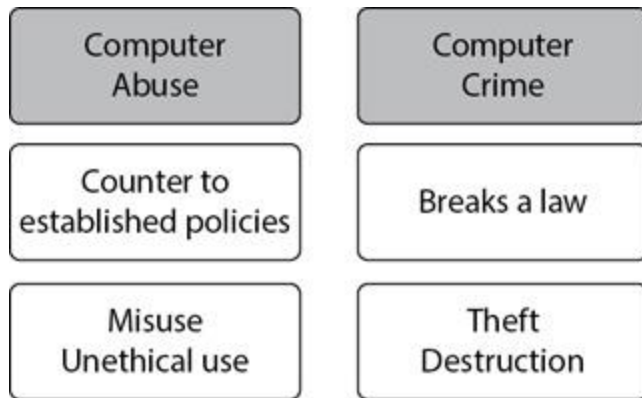 Computer
Abuse
Computer
Crime
Counter to
established policies
Breaks a law
Misuse
Unethical use
Theft
Destruction